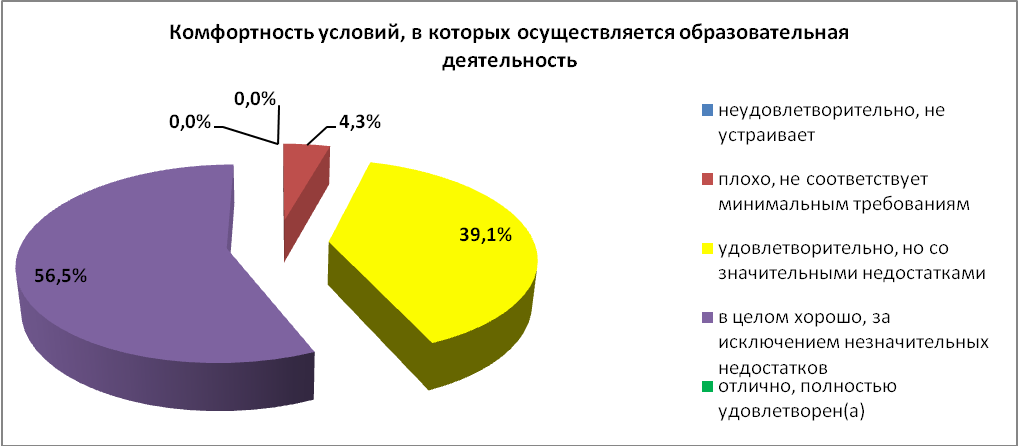 Комфортность условий, в которых осуществляется образовательная
деятельность
0,0%
0,0%
4,3%
39,1%
56,5%
неудовлетворительно, не
устраивает
плохо, не соответствует
минимальным требованиям
удовлетворительно, но со
значительными недостатками
в целом хорошо, за
исключением незначительных
недостатков
отлично, полностью
удовлетворен(а)